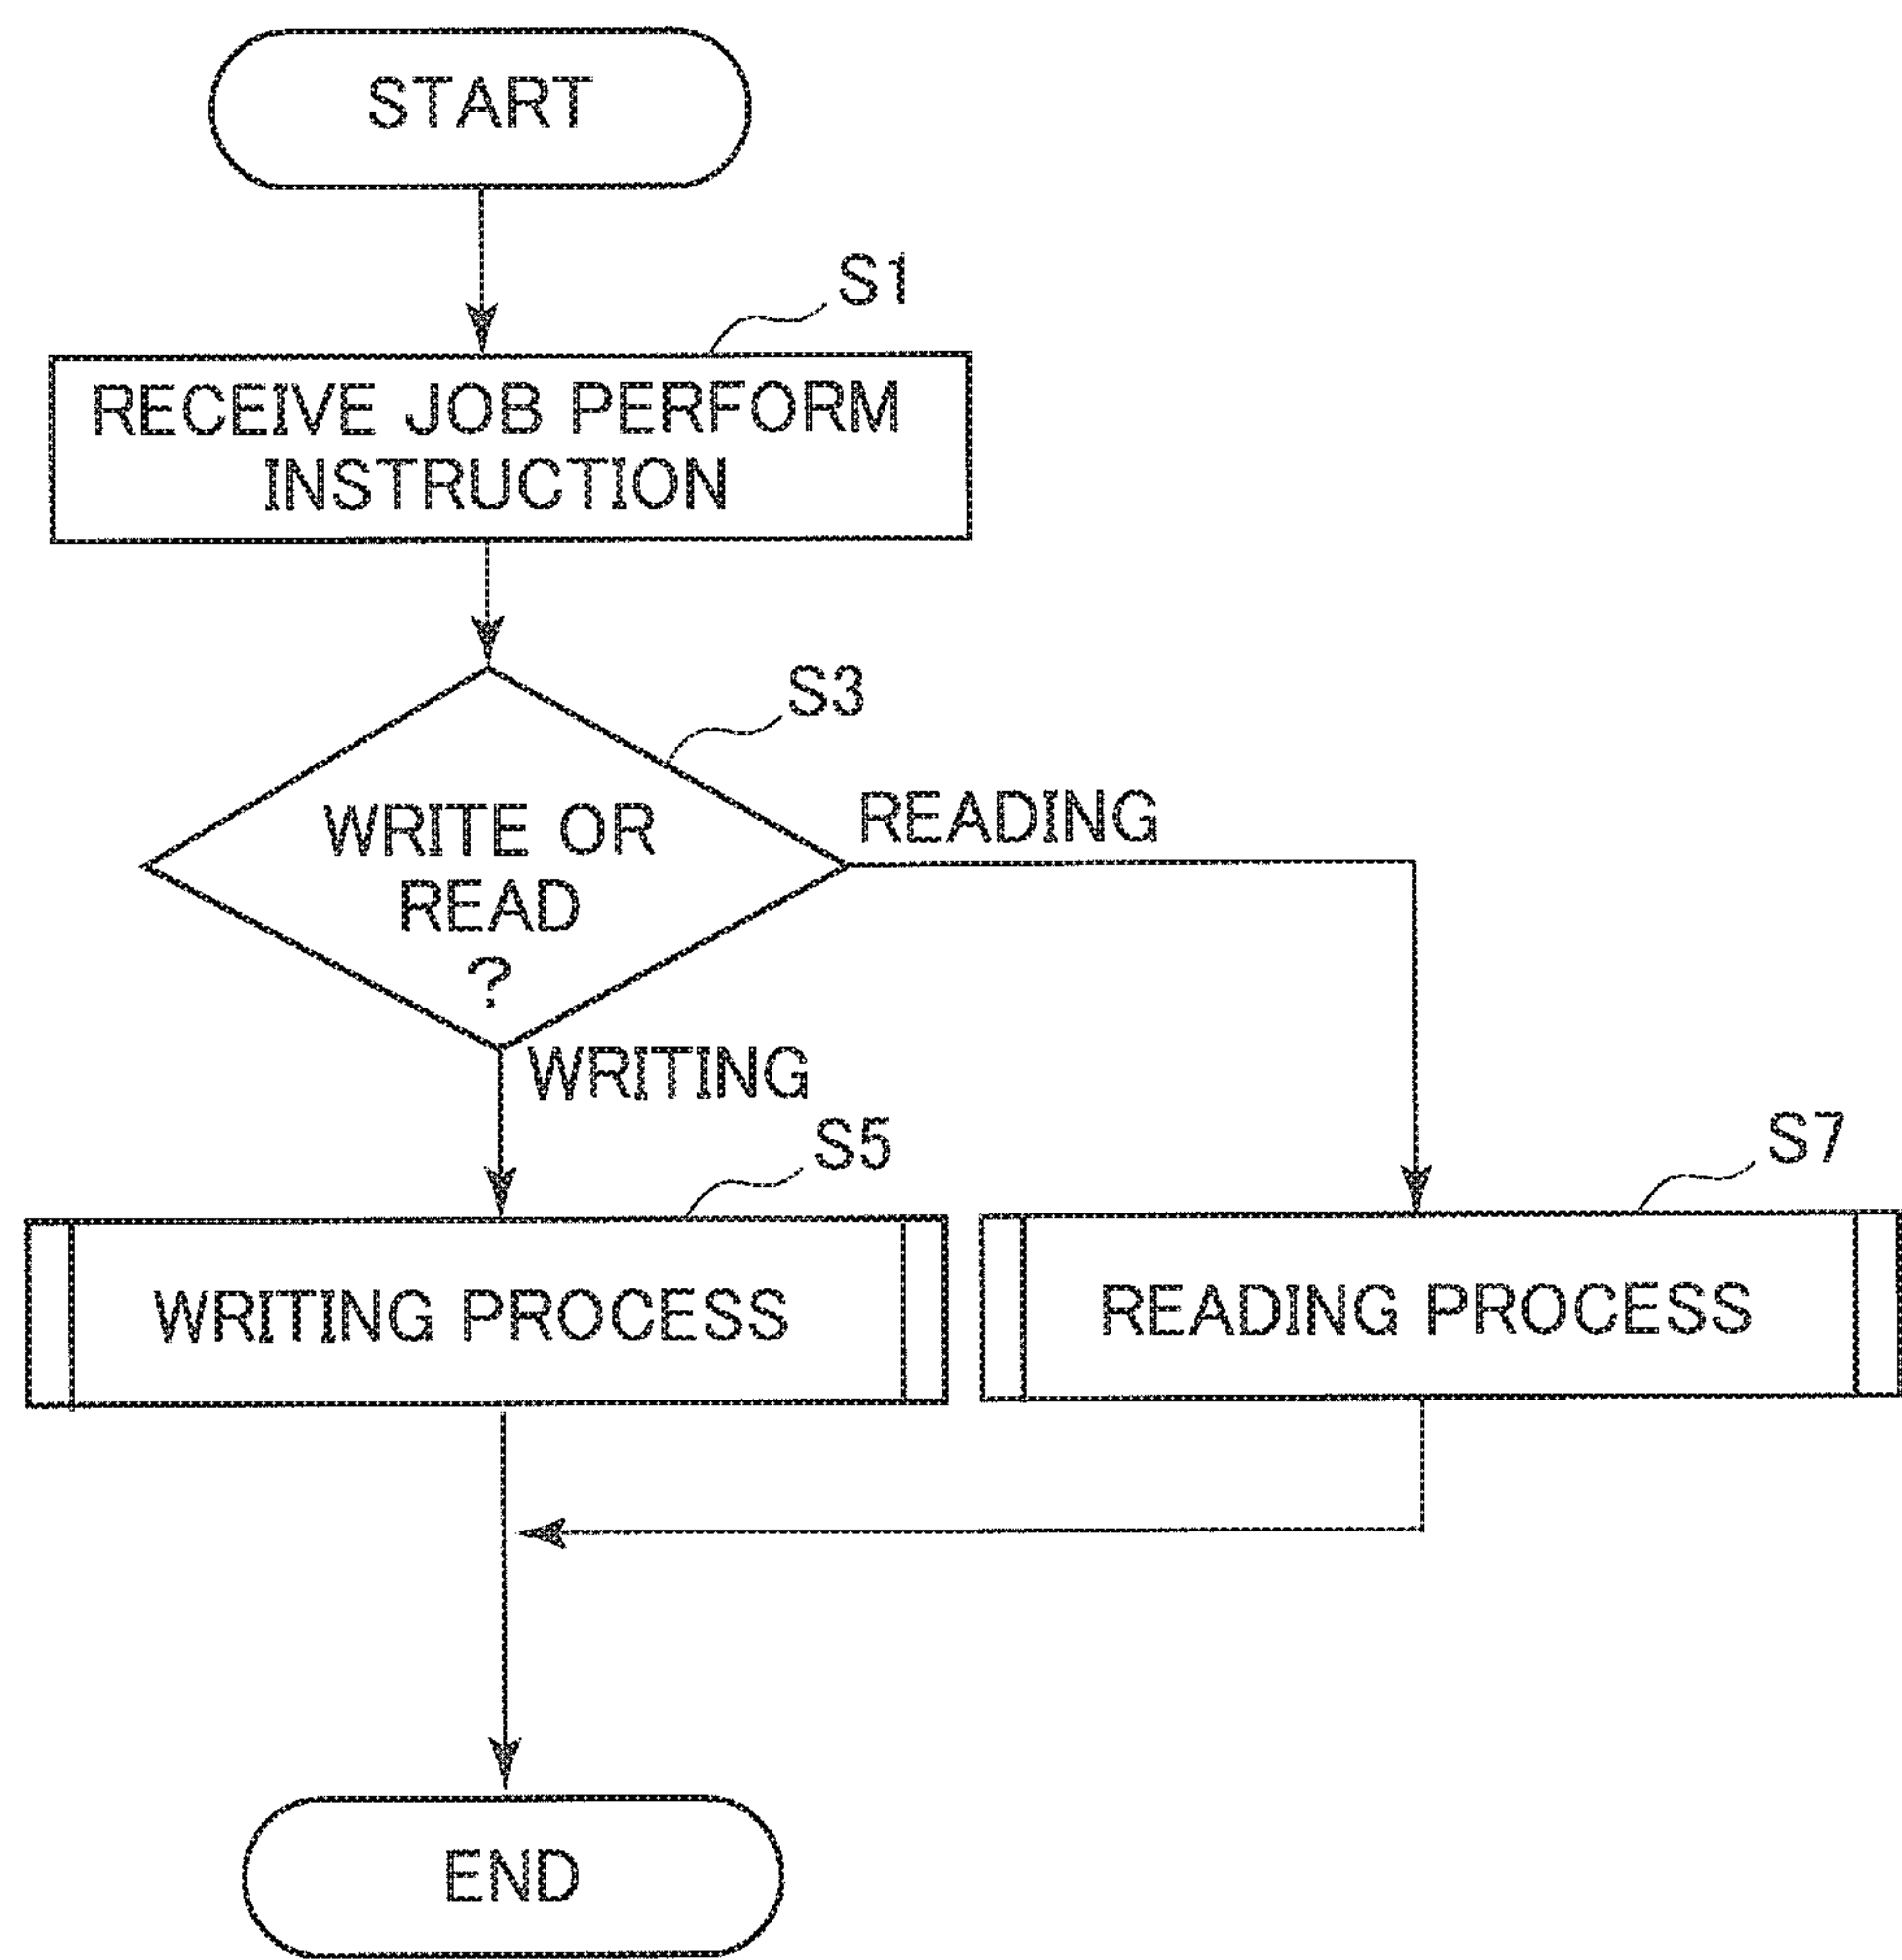 START
S1
RECEIVE JOB PERFORM
INSTRUCTION
S3
WRITE OR
READ
?
READING
WRITING
S5
S7
WRITING PROCESS
READING PROCESS
END